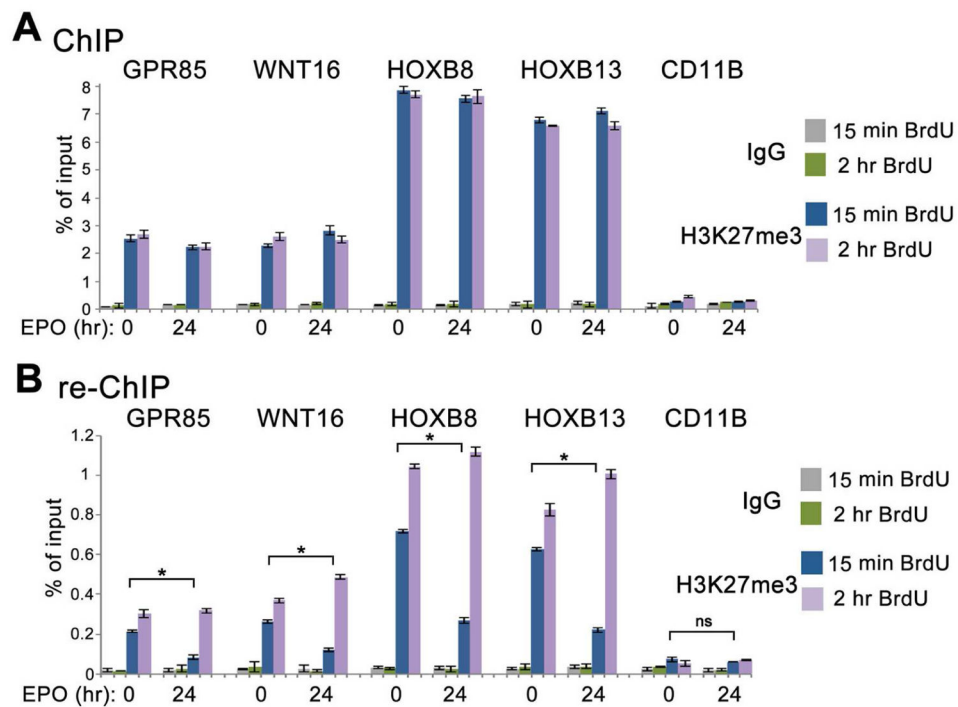 A ChIP
GPR85 WNT16 HOXB8 HOXB13 CD11B
8
7
6
5
4
3
2
1
0
% of input
EPO (hr): 0 24 0 24 0 24 0 24 0 24
IgG
15 min BrdU
2 hr BrdU
H3K27me3
15 min BrdU
2 hr BrdU
B re-ChIP
GPR85 WNT16 HOXB8 HOXB13 CD11B
1.2
1
0.8
0.6
0.4
0.2
0
% of input
* * * * ns
EPO (hr): 0 24 0 24 0 24 0 24 0 24
IgG
15 min BrdU
2 hr BrdU
H3K27me3
15 min BrdU
2 hr BrdU